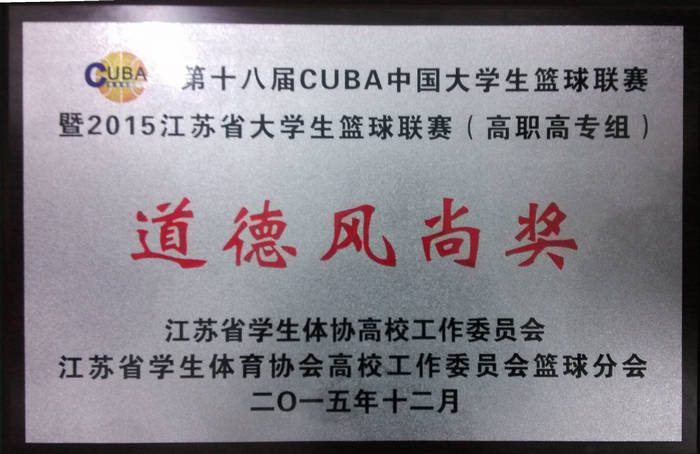 CUBA 第十八届CUBA中国大学生篮球联赛
暨2015江苏省大学生篮球联赛（高职高专组）
道德风尚奖
江苏省学生体协高校工作委员会
江苏省学生体育协会高校工作委员会篮球分会
二〇一五年十二月